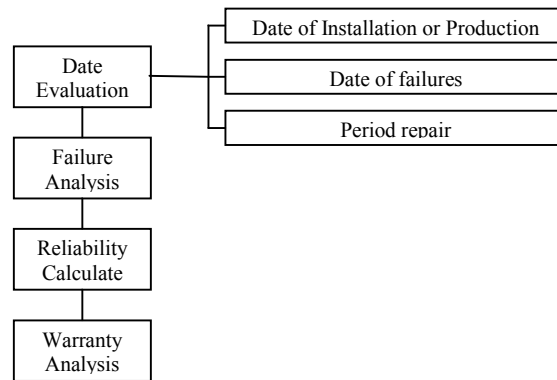 Date of Installation or Production
Date
Evaluation
Date of failures
Period repair
Failure
Analysis
Reliability
Calculate
Warranty
Analysis